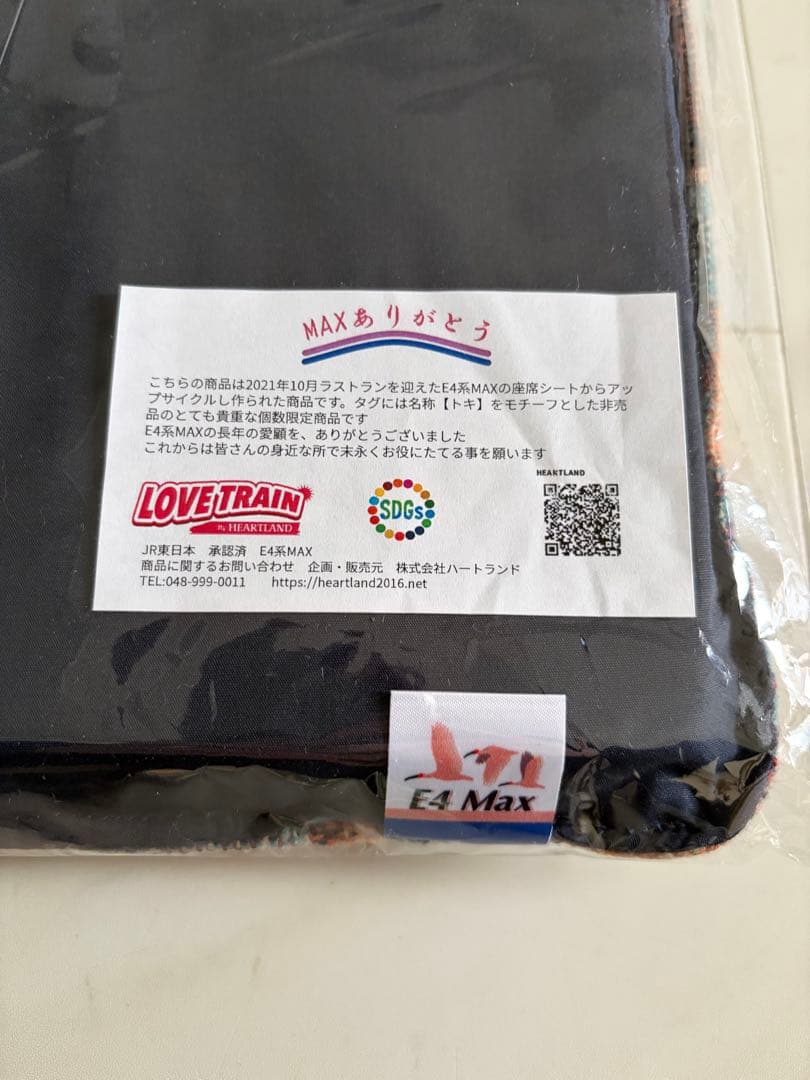 MAXありがとう
こちらの商品は2021年10月ラストランを迎えたE4系MAXの座席シートからアッ
プサイクルし作られた商品です。タグには名称【トキ】をモチーフとした非売
品のとても貴重な個数限定商品です
E4系MAXの長年の愛顧を、ありがとうございました
これからは皆さんの身近な所で末永くお役にたてる事を願います
HEARTLAND
LOVETRAIN
By HEARTLAND
SDGs
JR東日本 承認済 E4系MAX
商品に関するお問い合わせ 企画・販売元 株式会社ハートランド
TEL:048-999-0011 https://heartland2016.net
E4 Max